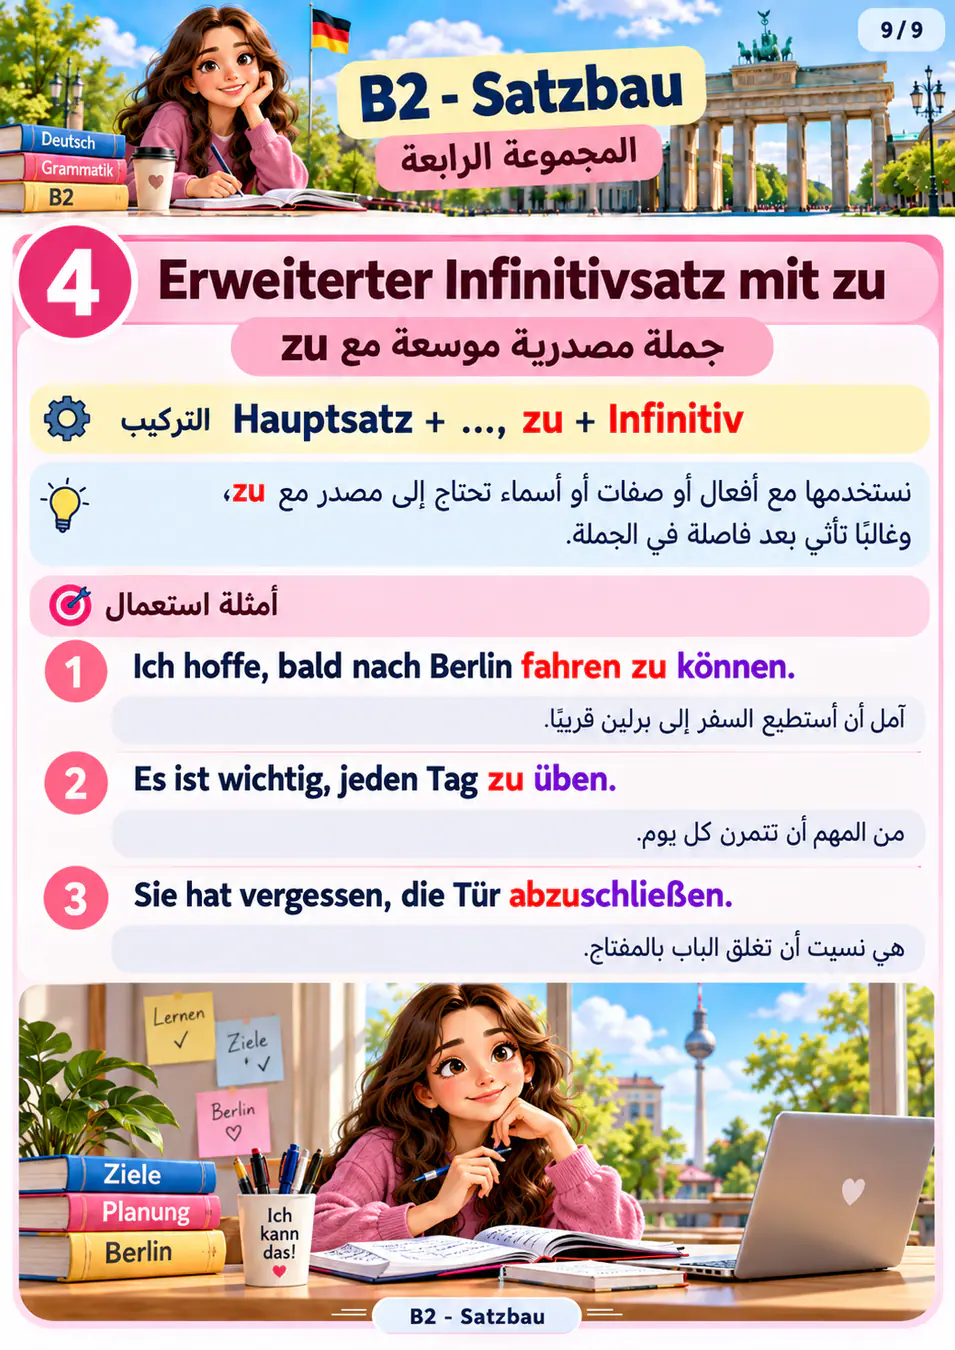 9 / 9
B2 - Satzbau
المجموعة الرابعة
Deutsch
Grammatik
B2
4
Erweiterter Infinitivsatz mit zu
جملة مصدرية موسعة مع zu
التركيب Hauptsatz + ..., zu + Infinitiv
نستخدمها مع أفعال أو صفات أو أسماء تحتاج إلى مصدر مع zu،
وغالبًا تأتي بعد فاصلة في الجملة.
أمثلة استعمال
1 Ich hoffe, bald nach Berlin fahren zu können.
آمل أن أستطيع السفر إلى برلين قريبًا.
2 Es ist wichtig, jeden Tag zu üben.
من المهم أن تتمرن كل يوم.
3 Sie hat vergessen, die Tür abzuschließen.
هي نسيت أن تغلق الباب بالمفتاح.
Lernen
Ziele
Berlin
Ziele
Planung
Berlin
Ich
kann
das!
B2 - Satzbau